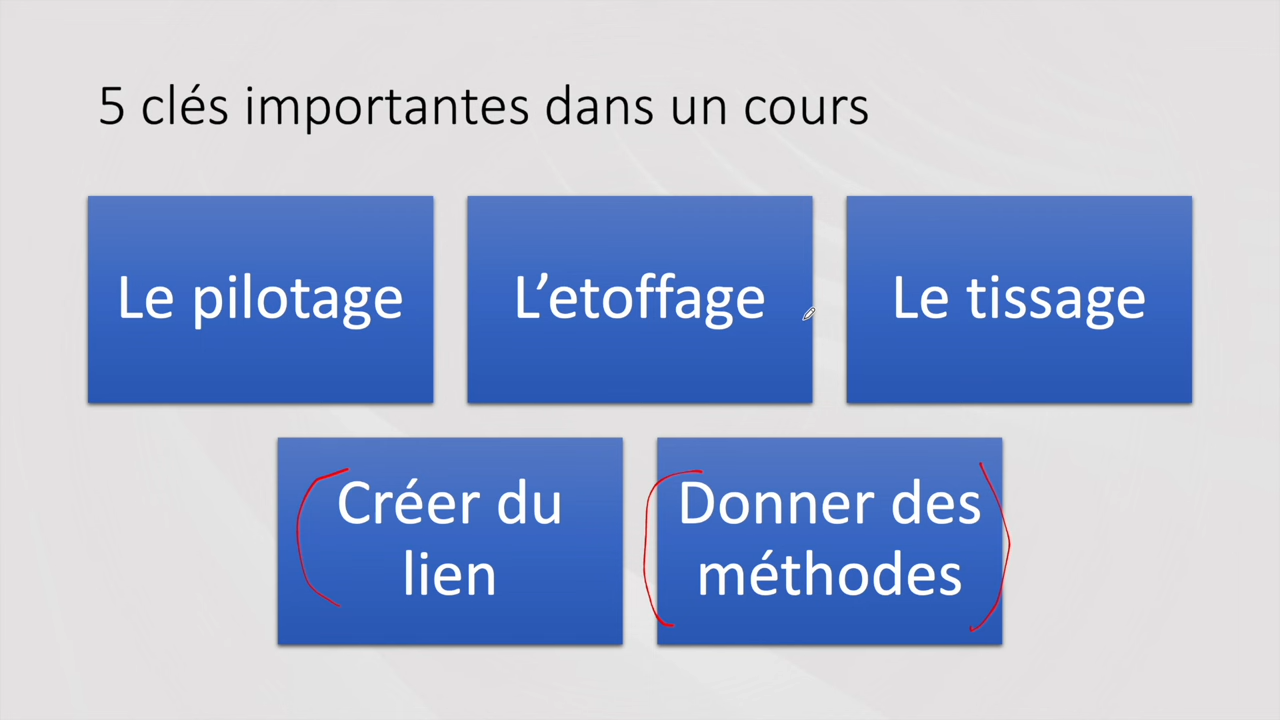 5 clés importantes dans un cours
Le pilotage
L’etoffage
Le tissage
Créer du
lien
Donner des
méthodes